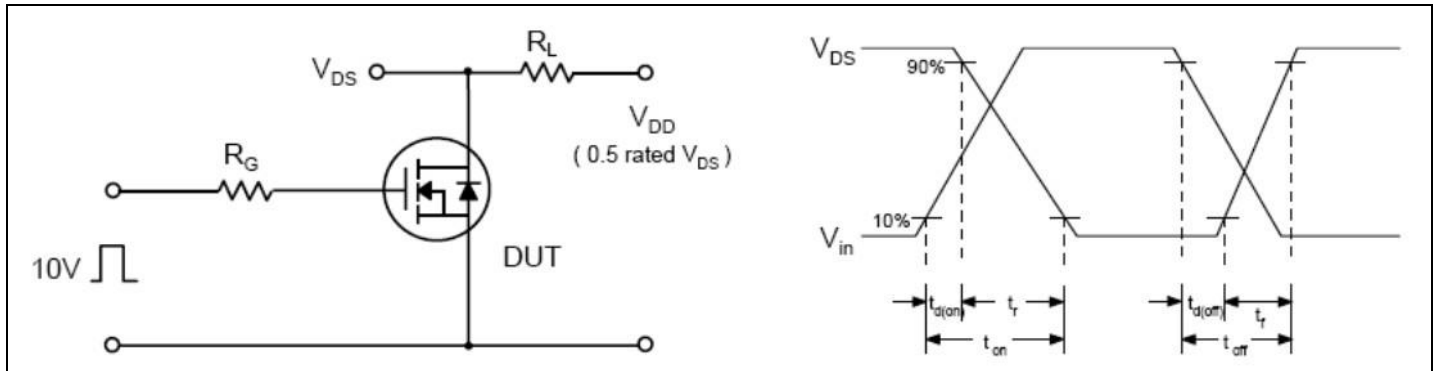 R_L
V_DS
V_DD
( 0.5 rated V_DS )
R_G
10V
DUT
V_DS
90%
10%
V_in
t_d(on)
t_r
t_on
t_d(off)
t_f
t_off